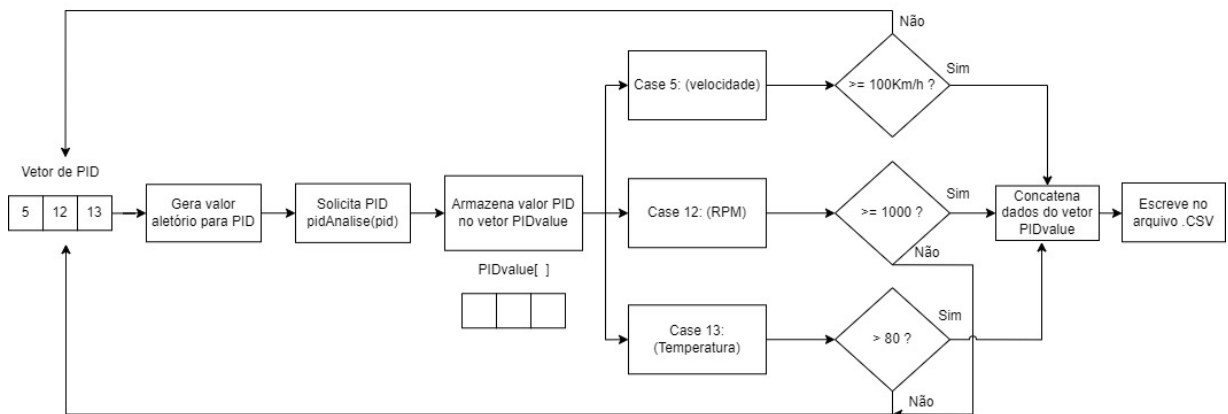 Não
Case 5: (velocidade)
>= 100Km/h ?
Sim
Vetor de PID
5 12 13
Gera valor
aletório para PID
Solicita PID
pidAnalise(pid)
Armazena valor PID
no vetor PIDvalue
PIDvalue[ ]
Case 12: (RPM)
>= 1000 ?
Sim
Não
Concatena
dados do vetor
PIDvalue
Escreve no
arquivo .CSV
Case 13:
(Temperatura)
> 80 ?
Sim
Não